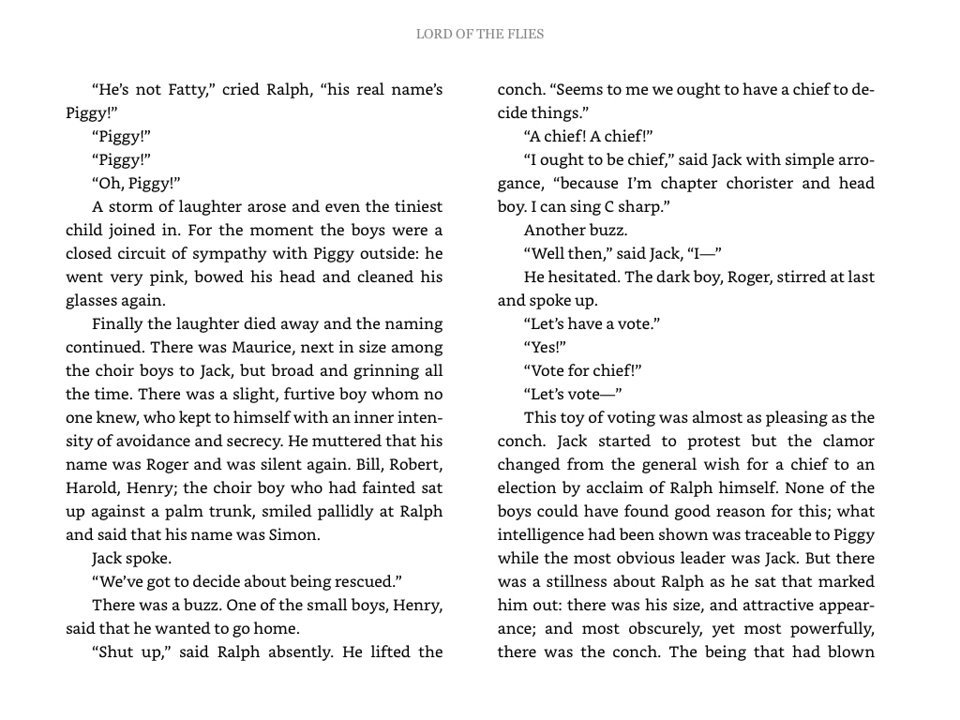 LORD OF THE FLIES
“He’s not Fatty,” cried Ralph, “his real name’s
Piggy!”
“Piggy!”
“Piggy!”
“Oh, Piggy!”
A storm of laughter arose and even the tiniest
child joined in. For the moment the boys were a
closed circuit of sympathy with Piggy outside: he
went very pink, bowed his head and cleaned his
glasses again.
Finally the laughter died away and the naming
continued. There was Maurice, next in size among
the choir boys to Jack, but broad and grinning all
the time. There was a slight, furtive boy whom no
one knew, who kept to himself with an inner inten-
sity of avoidance and secrecy. He muttered that his
name was Roger and was silent again. Bill, Robert,
Harold, Henry; the choir boy who had fainted sat
up against a palm trunk, smiled pallidly at Ralph
and said that his name was Simon.
Jack spoke.
“We’ve got to decide about being rescued.”
There was a buzz. One of the small boys, Henry,
said that he wanted to go home.
“Shut up,” said Ralph absently. He lifted the
conch. “Seems to me we ought to have a chief to de-
cide things.”
“A chief! A chief!”
“I ought to be chief,” said Jack with simple arro-
gance, “because I’m chapter chorister and head
boy. I can sing C sharp.”
Another buzz.
“Well then,” said Jack, “I—”
He hesitated. The dark boy, Roger, stirred at last
and spoke up.
“Let’s have a vote.”
“Yes!”
“Vote for chief!”
“Let’s vote—”
This toy of voting was almost as pleasing as the
conch. Jack started to protest but the clamor
changed from the general wish for a chief to an
election by acclaim of Ralph himself. None of the
boys could have found good reason for this; what
intelligence had been shown was traceable to Piggy
while the most obvious leader was Jack. But there
was a stillness about Ralph as he sat that marked
him out: there was his size, and attractive appear-
ance; and most obscurely, yet most powerfully,
there was the conch. The being that had blown